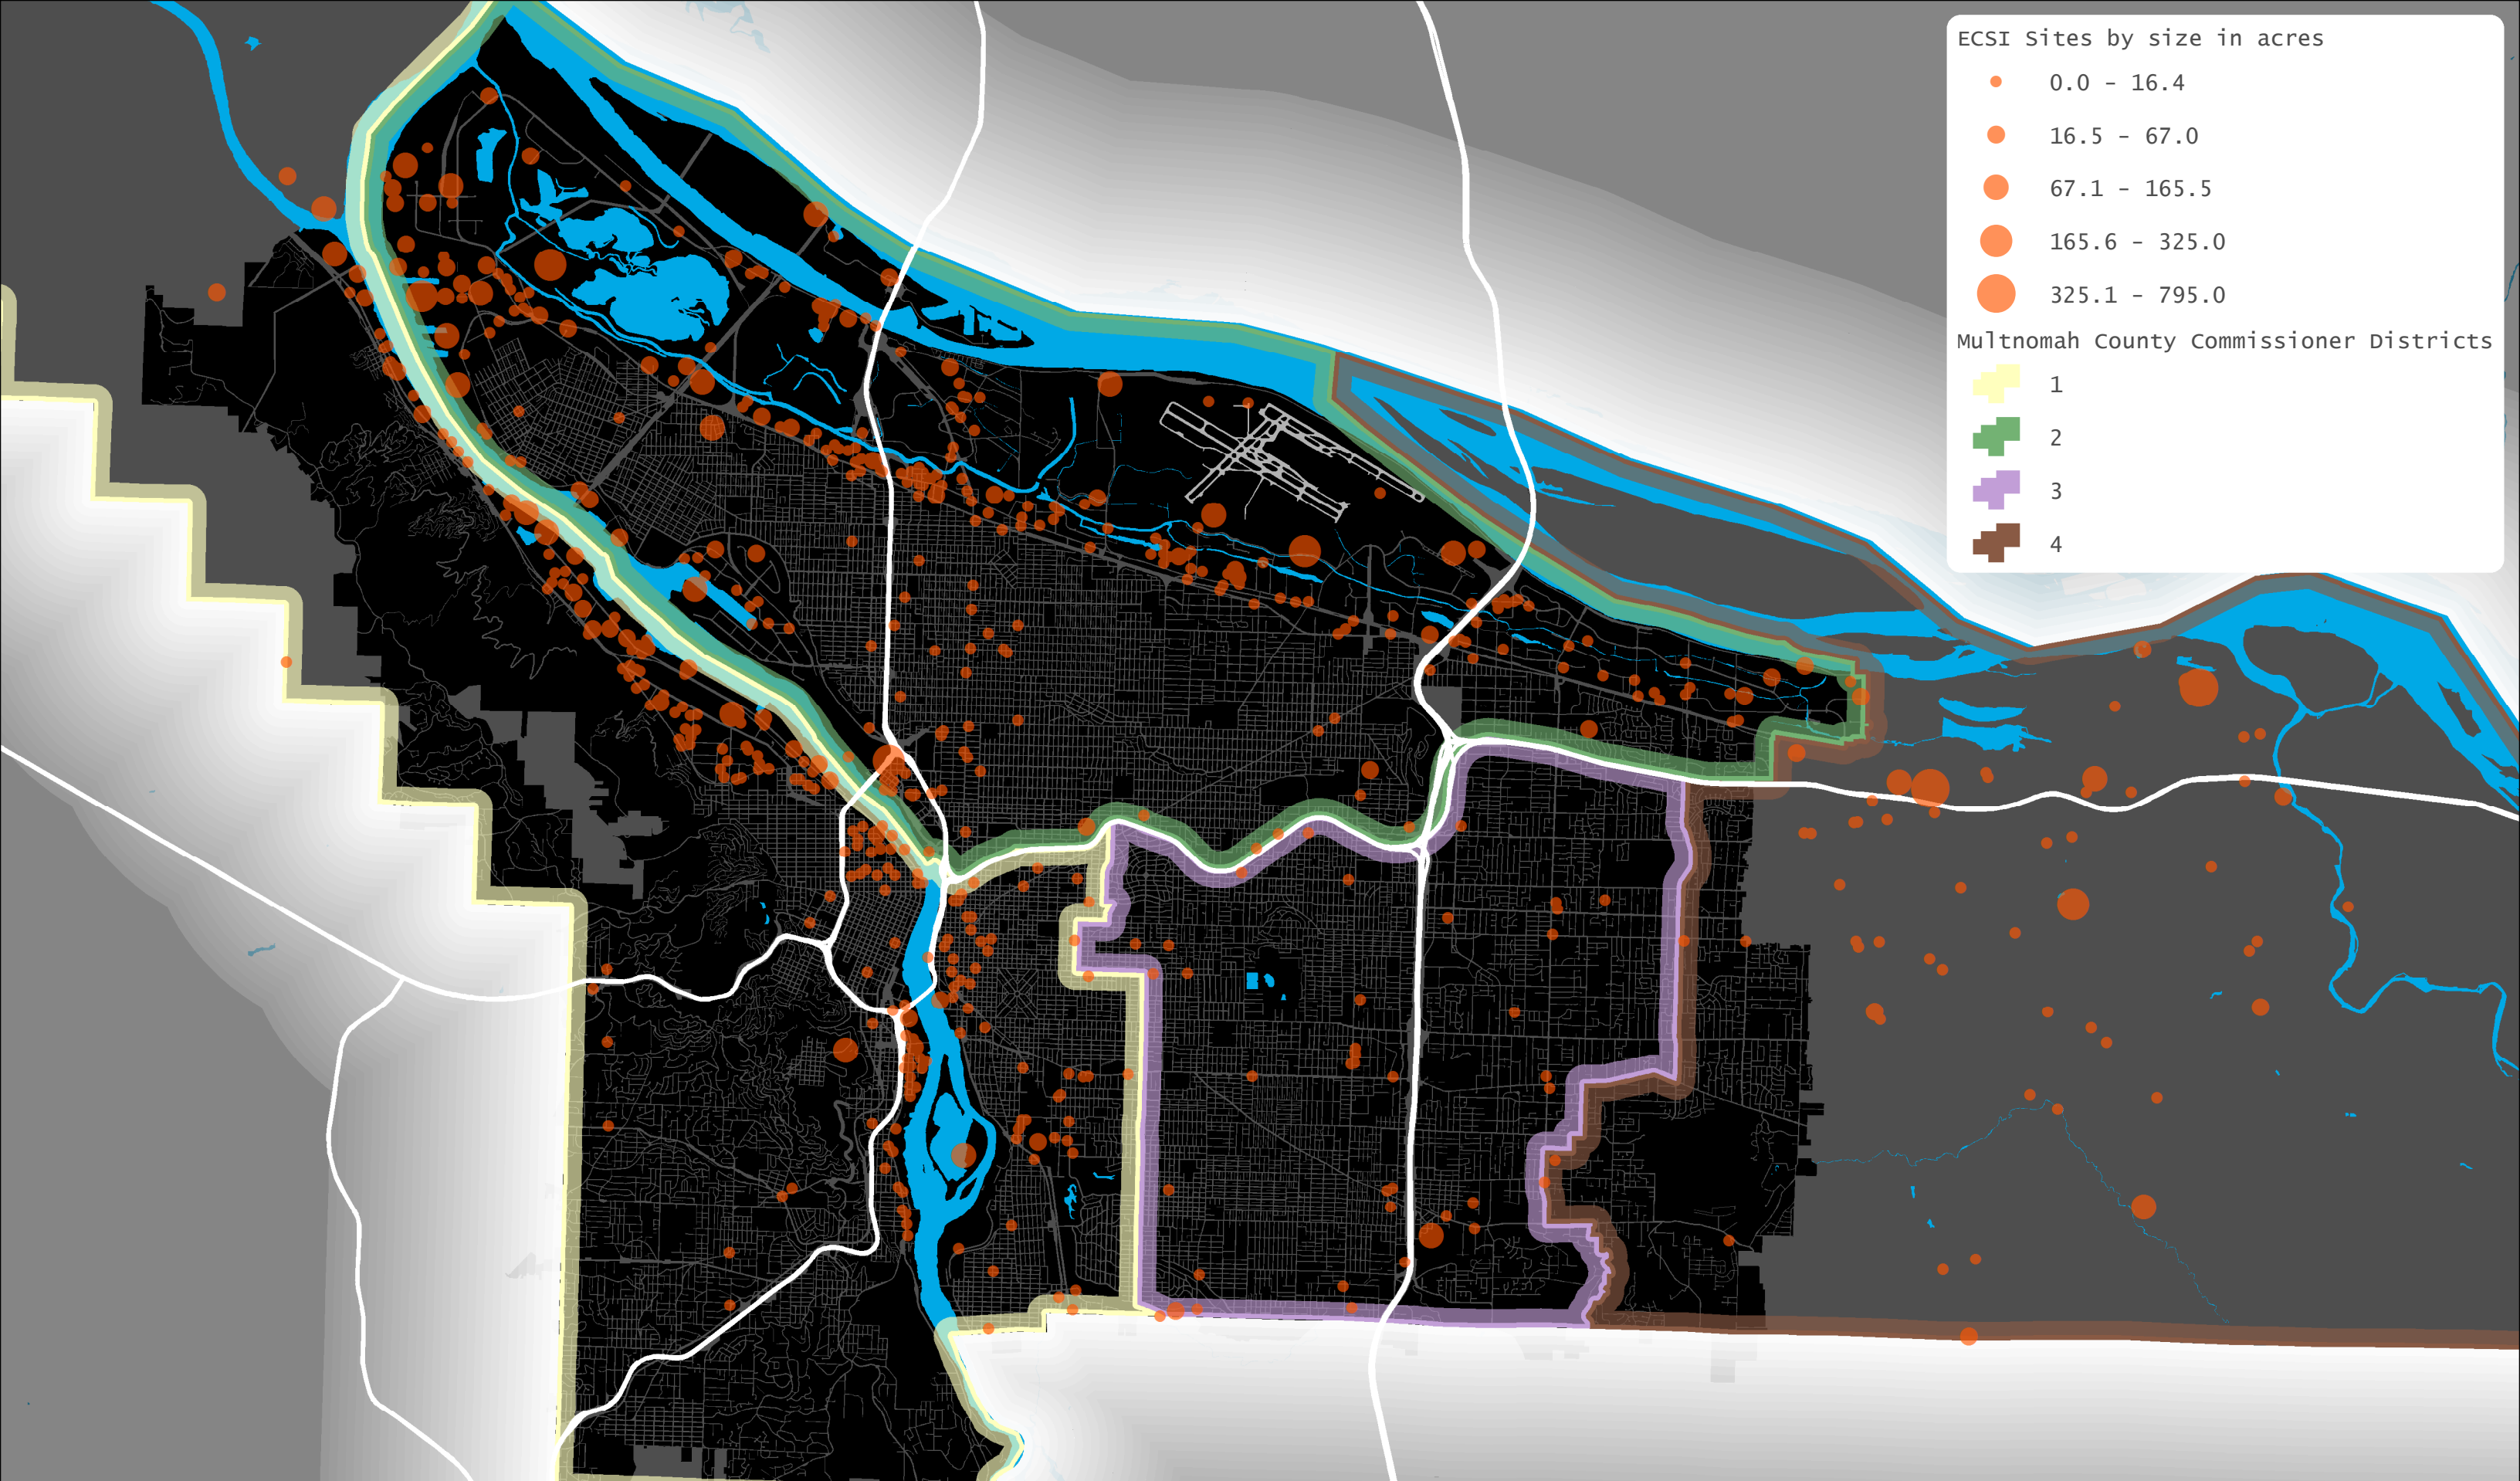 ECSI Sites by size in acres
0.0 – 16.4
16.5 – 67.0
67.1 – 165.5
165.6 – 325.0
325.1 – 795.0
Multnomah County Commissioner Districts
1
2
3
4